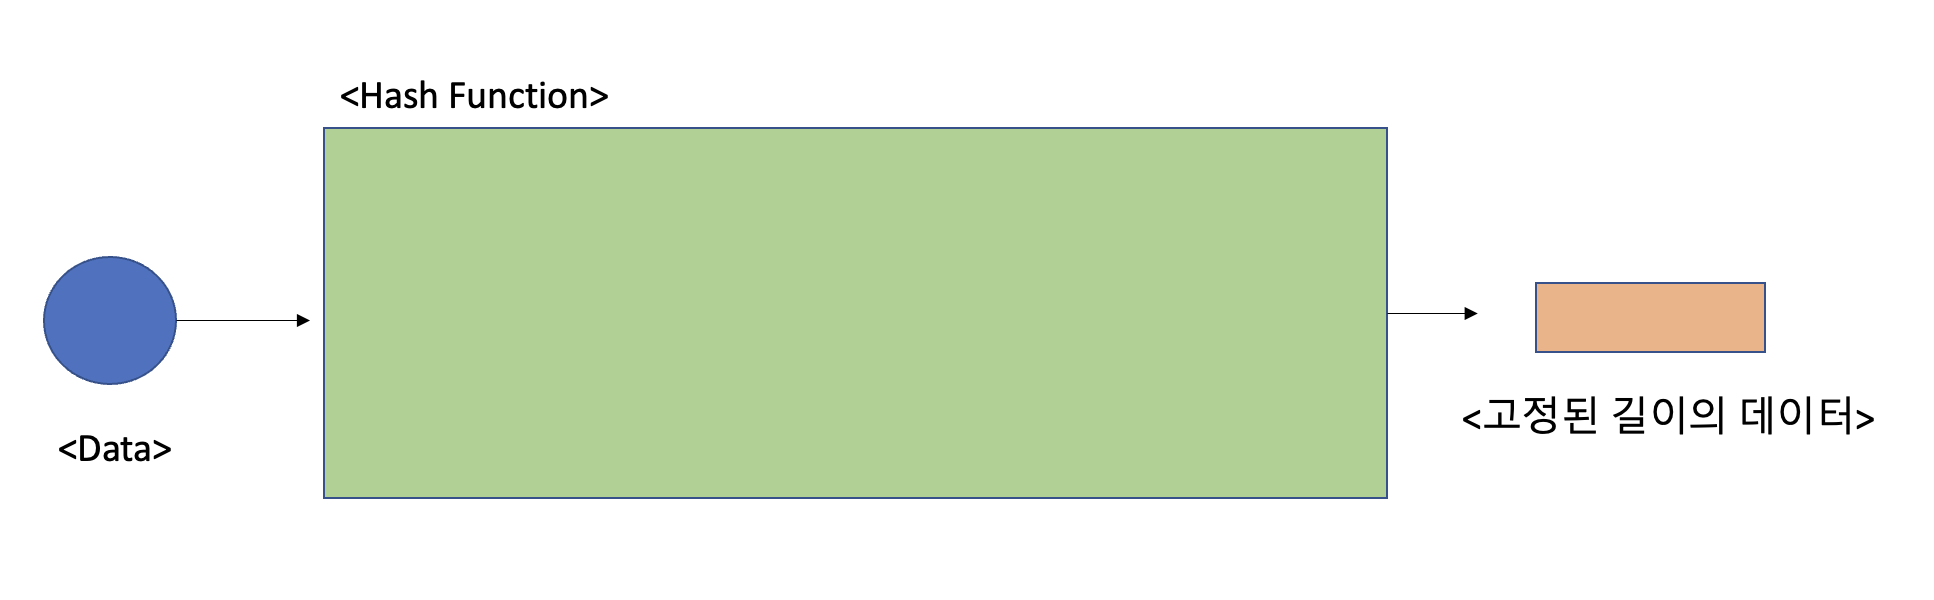 <Hash Function>
<Data>
<고정된 길이의 데이터>